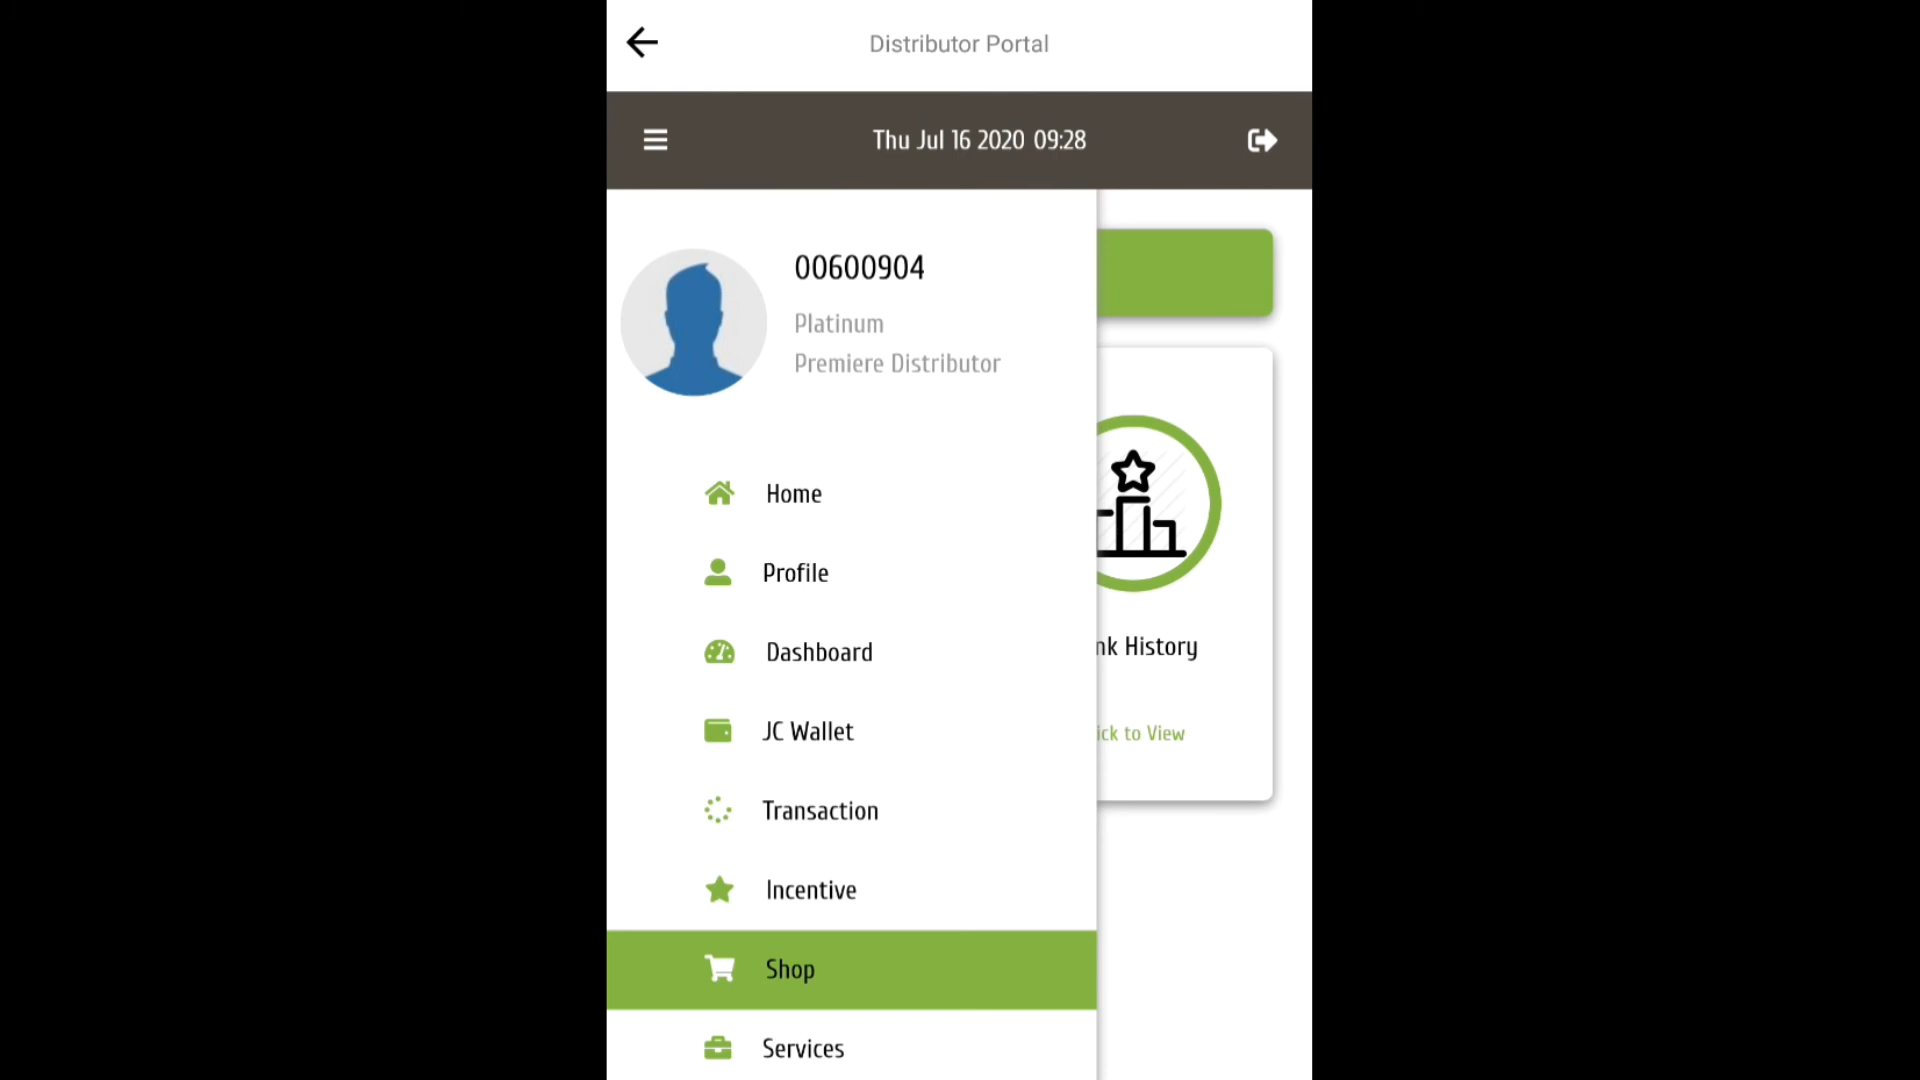 Distributor Portal
Thu Jul 16 2020 09:28
00600904
Platinum
Premiere Distributor
Home
Profile
Dashboard
JC Wallet
Transaction
Incentive
Shop
Services
nk History
ick to View